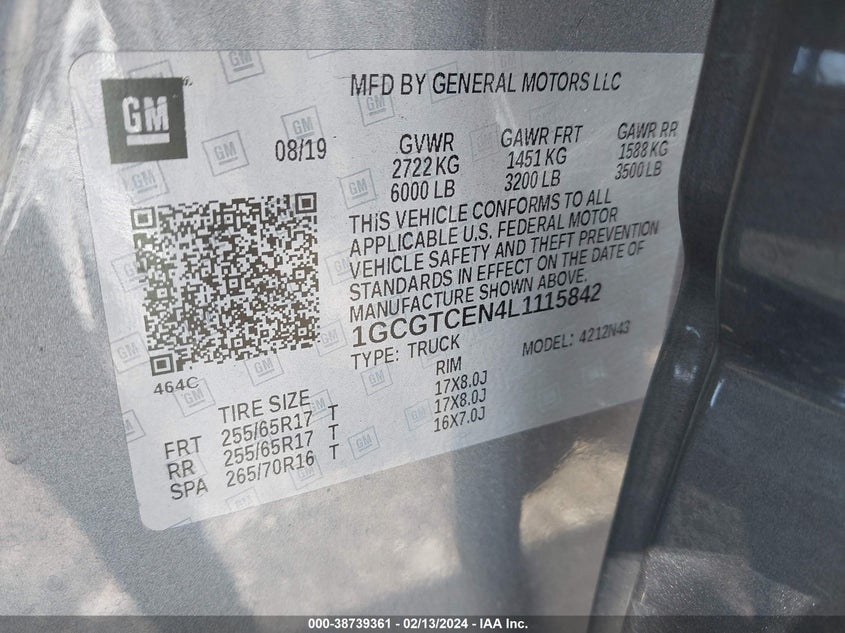 GM
MFD BY GENERAL MOTORS LLC
08/19
GVWR GAWR FRT GAWR RR
2722 KG 1451 KG 1588 KG
6000 LB 3200 LB 3500 LB
THIS VEHICLE CONFORMS TO ALL
APPLICABLE U.S. FEDERAL MOTOR
VEHICLE SAFETY AND THEFT PREVENTION
STANDARDS IN EFFECT ON THE DATE OF
MANUFACTURE SHOWN ABOVE.
1GCGTCEN4L1115842
TYPE: TRUCK MODEL: 4212N43
464C
TIRE SIZE RIM
FRT 255/65R17 T 17X8.0J
RR 255/65R17 T 17X8.0J
SPA 265/70R16 T 16X7.0J
000-38739361 - 02/13/2024 - IAA Inc.